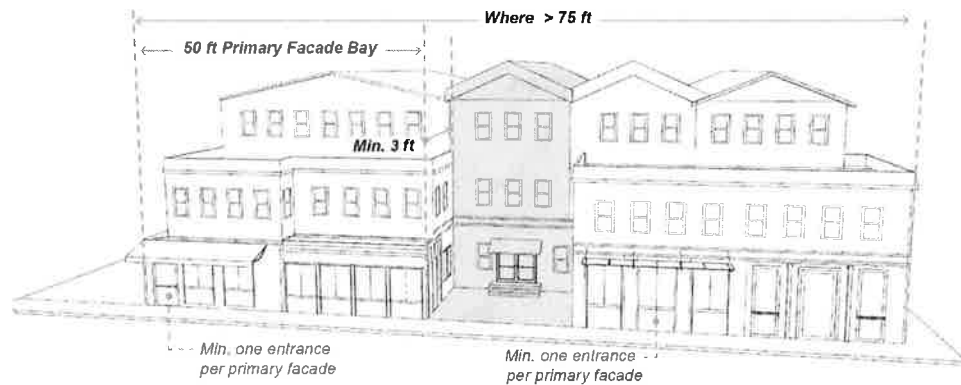 Where > 75 ft
50 ft Primary Facade Bay
Min. 3 ft
Min. one entrance
per primary facade
Min. one entrance
per primary facade